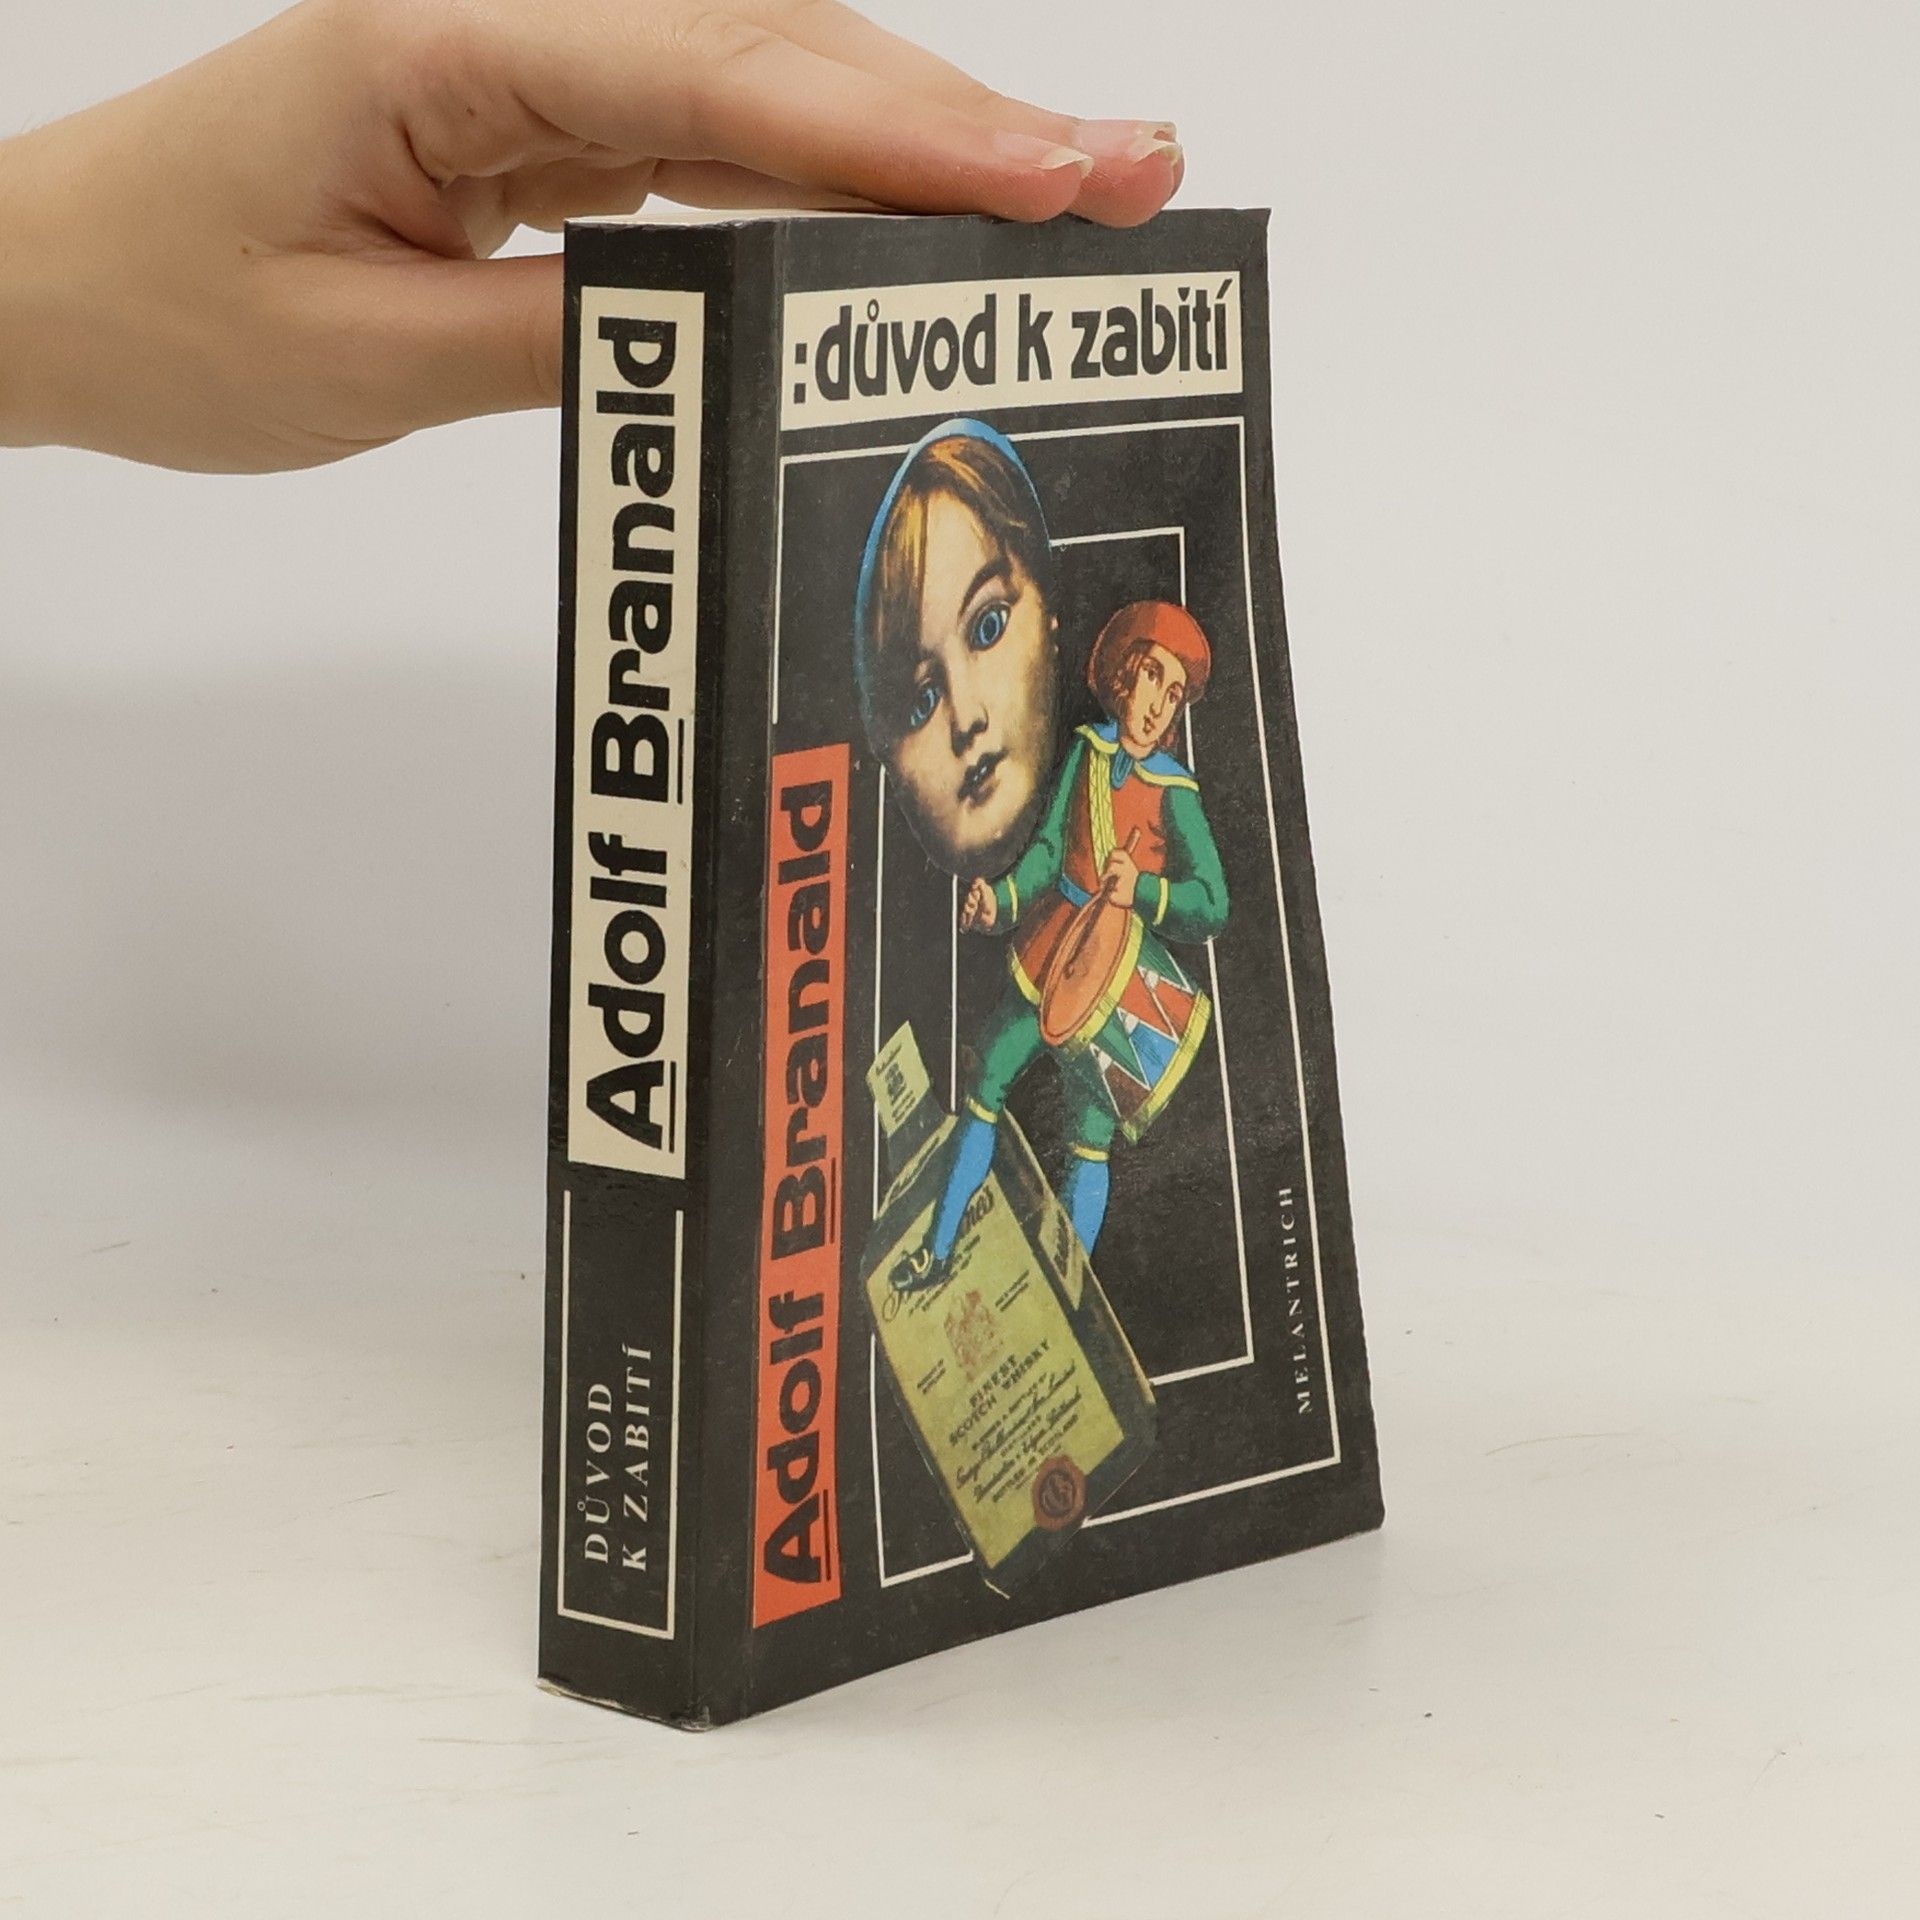 Adolf Branald
DŮVOD
K ZABITÍ
:důvod k zabití
Adolf Branald
FINEST
SCOTCH WHISKY
MELANTRICH